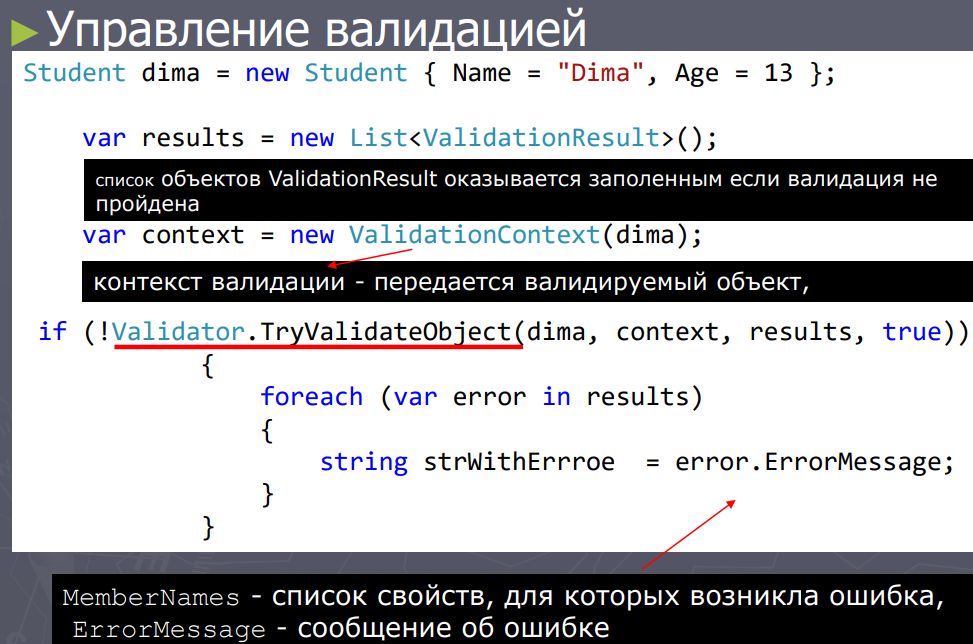 Управление валидацией
Student dima = new Student { Name = "Dima", Age = 13 };
var results = new List<ValidationResult>();
список объектов ValidationResult оказывается заполенным если валидация не
пройдена
var context = new ValidationContext(dima);
контекст валидации - передается валидируемый объект,
if (!Validator.TryValidateObject(dima, context, results, true))
{
foreach (var error in results)
{
string strWithErrroe = error.ErrorMessage;
}
}
MemberNames - список свойств, для которых возникла ошибка,
ErrorMessage - сообщение об ошибке